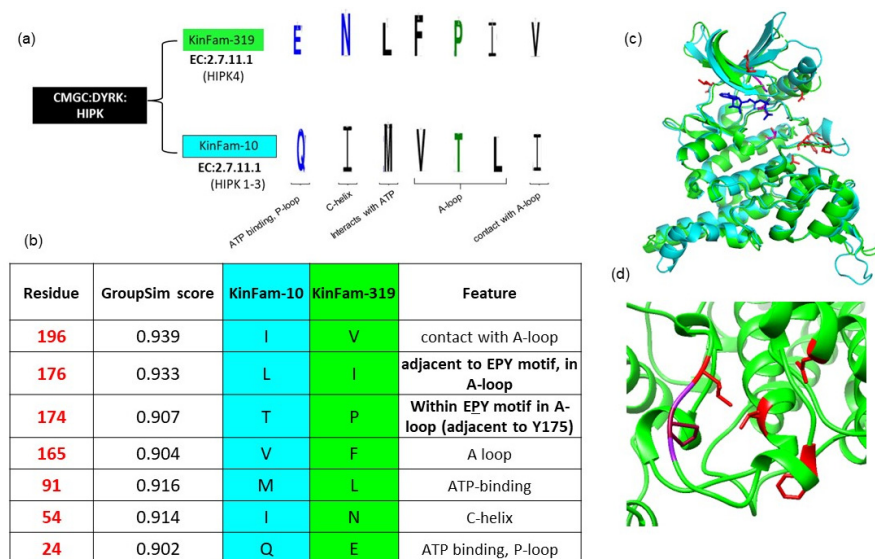 (a)
KinFam-319
EC:2.7.11.1
(HIPK4)
E N L F P I V
CMGC:DYRK:
HIPK
KinFam-10
EC:2.7.11.1
(HIPK 1-3)
Q I M V T L I
ATP binding, P-loop
C-helix
Interacts with ATP
A-loop
contact with A-loop
(b)
Residue GroupSim score KinFam-10 KinFam-319 Feature
196 0.939 I V contact with A-loop
176 0.933 L I adjacent to EPY motif, in
A-loop
174 0.907 T P Within EPY motif in A-
loop (adjacent to Y175)
165 0.904 V F A loop
91 0.916 M L ATP-binding
54 0.914 I N C-helix
24 0.902 Q E ATP binding, P-loop
(c)
(d)